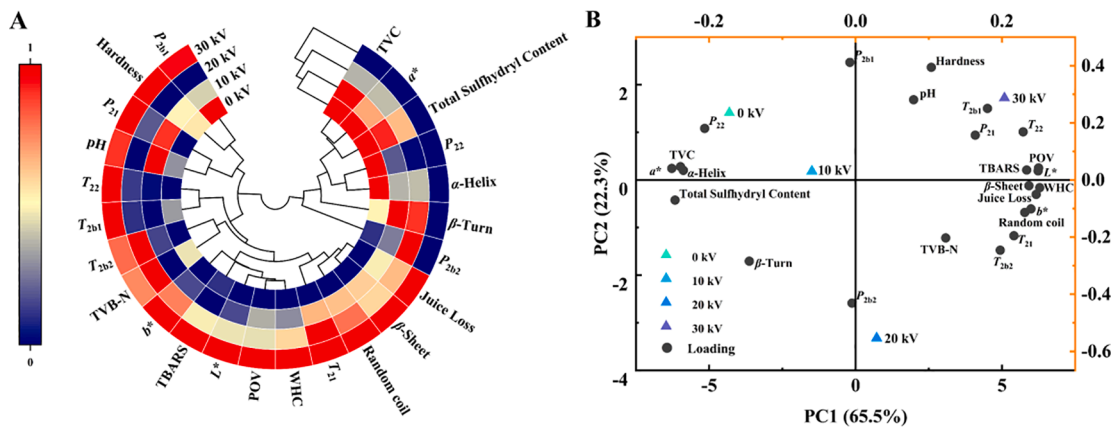 A
1
0
P2b1
30 kV
20 kV
10 kV
0 kV
Hardness
P21
pH
T22
T2b1
T2b2
TVB-N
b*
TBARS
L*
POV
WHC
T21
Random coil
β-Sheet
Juice Loss
P2b2
β-Turn
α-Helix
P22
Total Sulfhydryl Content
a*
TVC
B
-0.2 0.0 0.2
2
0
-2
-4
0.4
0.2
0.0
-0.2
-0.4
-0.6
-5 0 5
PC1 (65.5%)
PC2 (22.3%)
P2b1
Hardness
pH
T2b1
30 kV
0 kV
P22
P21
T22
TVC
a*
α-Helix
10 kV
TBARS
POV
L*
Total Sulfhydryl Content
β-Sheet
WHC
Juice Loss
b*
Random coil
TVB-N
T21
T2b2
β-Turn
P2b2
20 kV
0 kV
10 kV
20 kV
30 kV
Loading